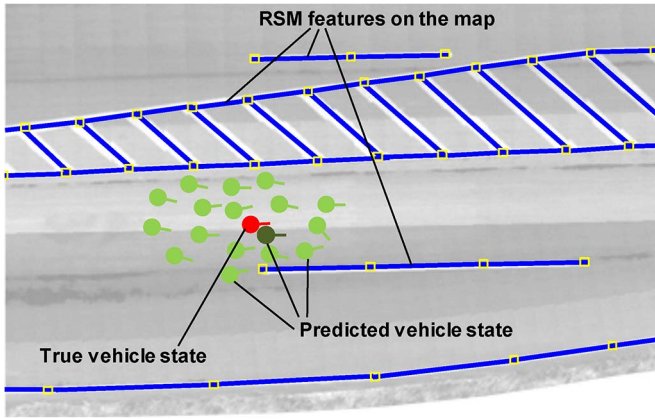 RSM features on the map
Predicted vehicle state
True vehicle state